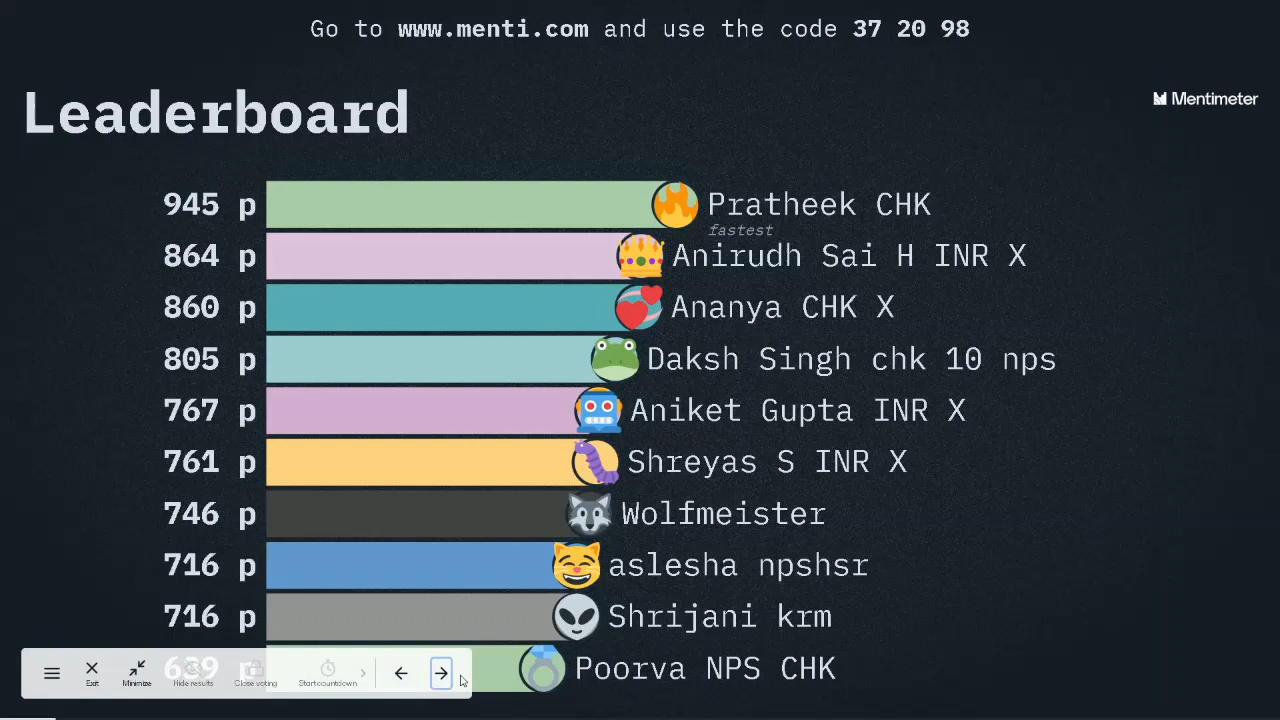 Go to www.menti.com and use the code 37 20 98
Leaderboard
Mentimeter
945 p Pratheek CHK
fastest
864 p Anirudh Sai H INR X
860 p Ananya CHK X
805 p Daksh Singh chk 10 nps
767 p Aniket Gupta INR X
761 p Shreyas S INR X
746 p Wolfmeister
716 p aslesha npshsr
716 p Shrijani krm
Poorva NPS CHK
Exit Minimize Hide results Close voting Start countdown